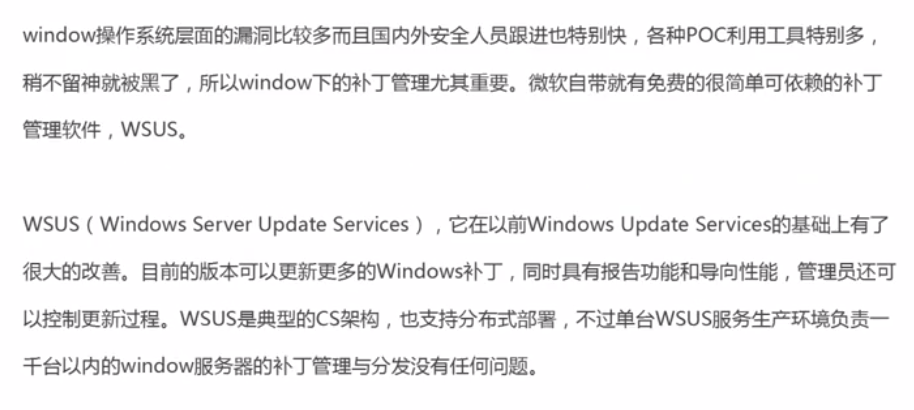 window操作系统层面的漏洞比较多而且国内外安全人员跟进也特别快，各种POC利用工具特别多，
稍不留神就被黑了，所以window下的补丁管理尤其重要。微软自带就有免费的很简单可依赖的补丁
管理软件，WSUS。
WSUS（Windows Server Update Services），它在以前Windows Update Services的基础上有了
很大的改善。目前的版本可以更新更多的Windows补丁，同时具有报告功能和导向性能，管理员还可
以控制更新过程。WSUS是典型的CS架构，也支持分布式部署，不过单台WSUS服务生产环境负责一
千台以内的window服务器的补丁管理与分发没有任何问题。